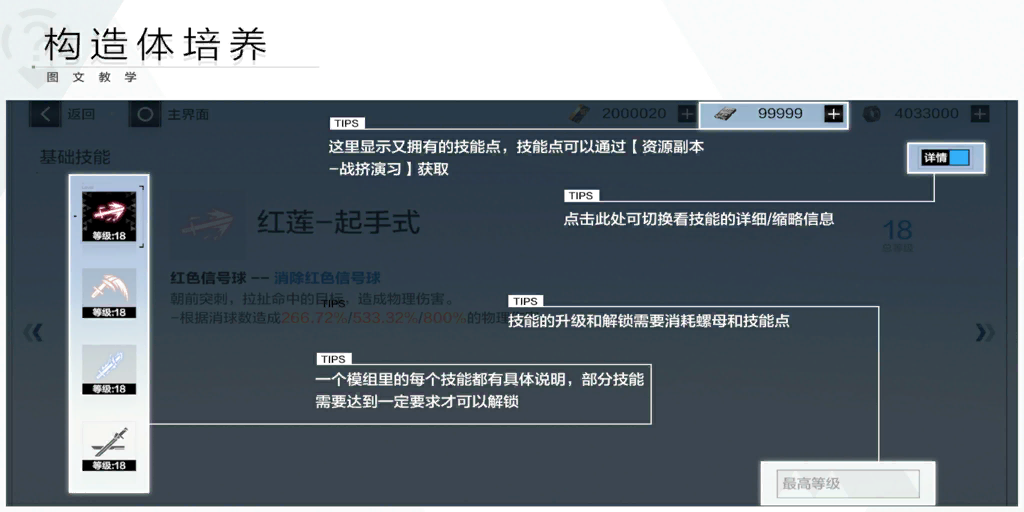 构造体培养
图文教学
返回
主界面
2000020
99999
4033000
TIPS
这里显示又拥有的技能点，技能点可以通过【资源副本
-战挤演习】获取
基础技能
详情
TIPS
点击此处可切换看技能的详细/缩略信息
等级:18
红莲-起手式
18
红色信号球 -- 消除红色信号球
朝前突刺，拉扯命中的目标，造成物理伤害。
TIPS
-根据消球数造成266.72%/533.32%/800%的物理
等级:18
TIPS
技能的升级和解锁需要消耗螺母和技能点
TIPS
一个模组里的每个技能都有具体说明，部分技能
需要达到一定要求才可以解锁
等级:18
等级:18
最高等级